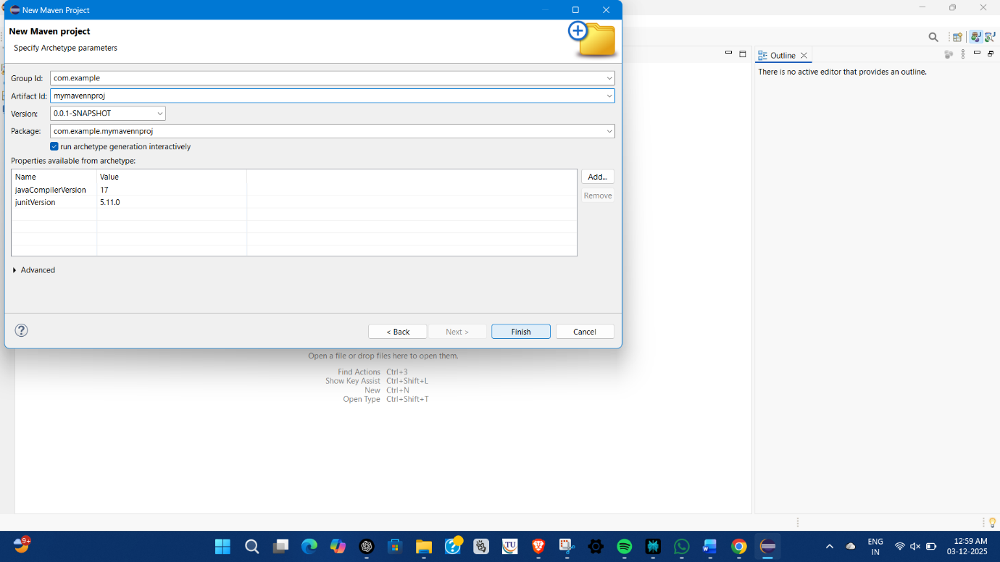 New Maven Project
New Maven project
Specify Archetype parameters
Group Id: com.example
Artifact Id: mymavennproj
Version: 0.0.1-SNAPSHOT
Package: com.example.mymavennproj
run archetype generation interactively
Properties available from archetype:
Name Value
javaCompilerVersion 17
junitVersion 5.11.0
Add...
Remove
Advanced
< Back Next > Finish Cancel
Outline
There is no active editor that provides an outline.
Open a file or drop files here to open them.
Find Actions Ctrl+3
Show Key Assist Ctrl+Shift+L
New Ctrl+N
Open Type Ctrl+Shift+T
9+
TU
ENG
IN
12:59 AM
03-12-2025